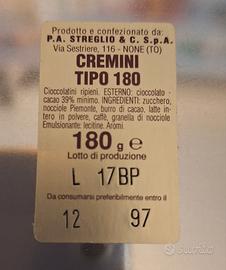 Prodotto e confezionato da:
P.A. STREGLIO & C. S.p.A.
Via Sestriere, 116 - NONE (TO)
CREMINI
TIPO 180
Cioccolatini ripieni. ESTERNO: cioccolato -
cacao 39% minimo. INGREDIENTI: zucchero,
nocciole Piemonte, burro di cacao, latte in-
tero in polvere, caffè, granella di nocciole
Emulsionante: lecitine. Aromi.
180 g e
Lotto di produzione
L 17BP
Da consumarsi preferibilmente entro il
12 97
subito.it